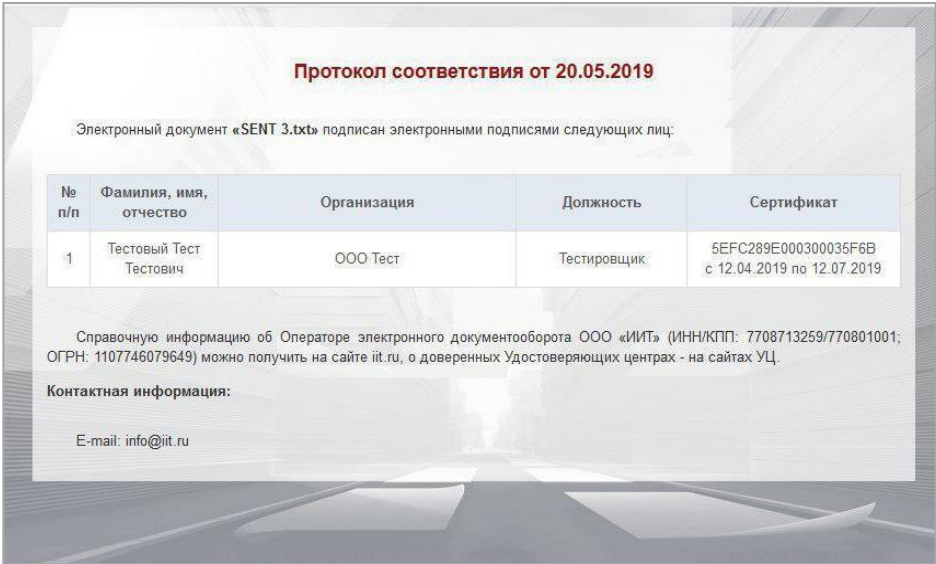 Протокол соответствия от 20.05.2019
Электронный документ «SENT 3.txt» подписан электронными подписями следующих лиц:
№ п/п
Фамилия, имя, отчество
Организация
Должность
Сертификат
1
Тестовый Тест Тестович
ООО Тест
Тестировщик
5EFC289E000300035F6B
с 12.04.2019 по 12.07.2019
Справочную информацию об Операторе электронного документооборота ООО «ИИТ» (ИНН/КПП: 7708713259/770801001;
ОГРН: 1107746079649) можно получить на сайте iit.ru, о доверенных Удостоверяющих центрах - на сайтах УЦ.
Контактная информация:
E-mail: info@iit.ru